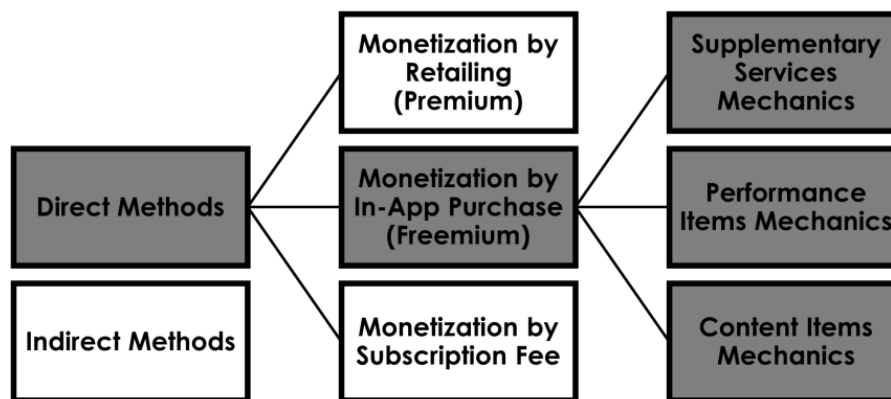 Monetization by
Retailing
(Premium)
Supplementary
Services
Mechanics
Direct Methods
Monetization by
In-App Purchase
(Freemium)
Performance
Items Mechanics
Indirect Methods
Monetization by
Subscription Fee
Content Items
Mechanics